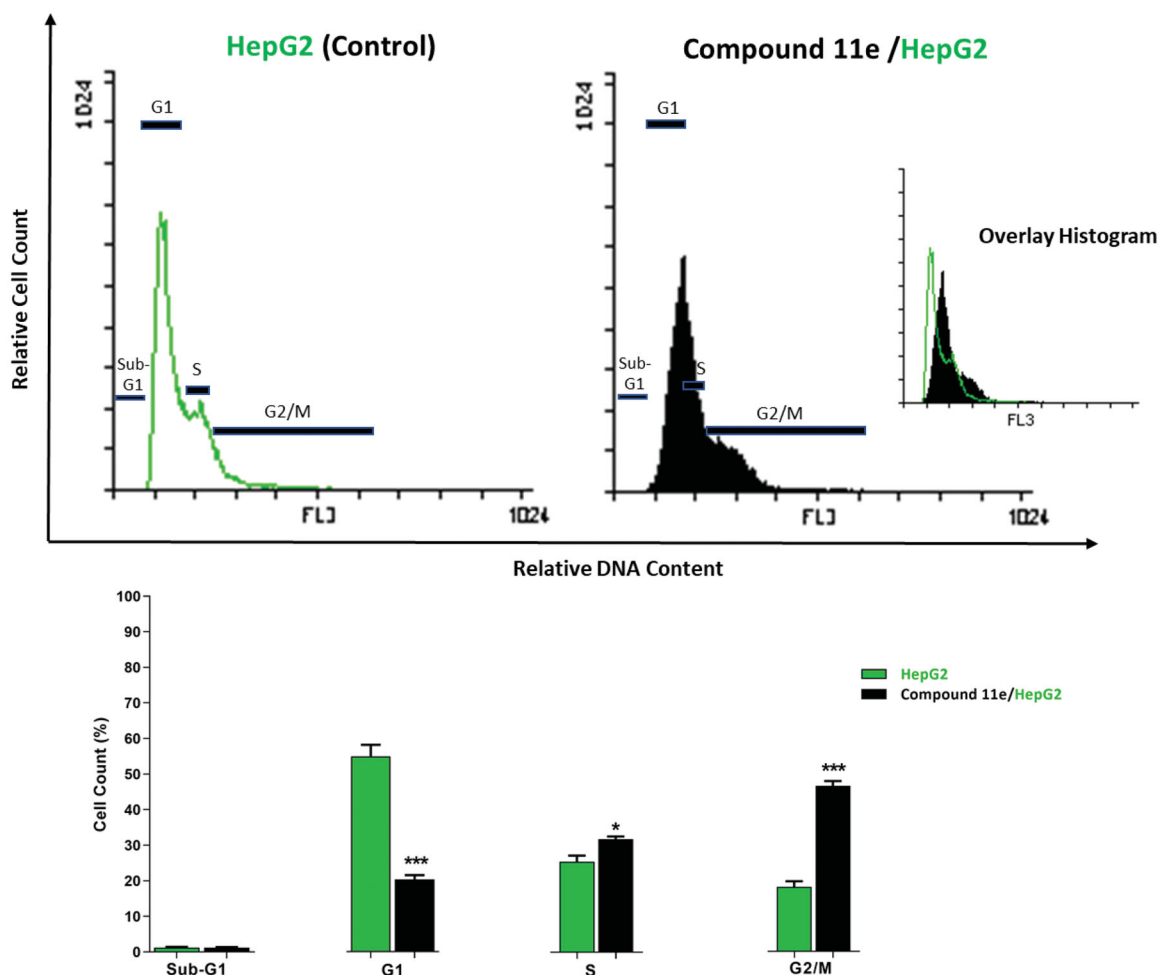 HepG2 (Control)
Compound 11e /HepG2
Relative Cell Count
1024
G1
Sub-
G1
S
G2/M
FL3
1024
1024
G1
Sub-
G1
S
G2/M
FL3
1024
Overlay Histogram
FL3
Relative DNA Content
Cell Count (%)
100
90
80
70
60
50
40
30
20
10
0
HepG2
Compound 11e/HepG2
***
*
***
Sub-G1
G1
S
G2/M